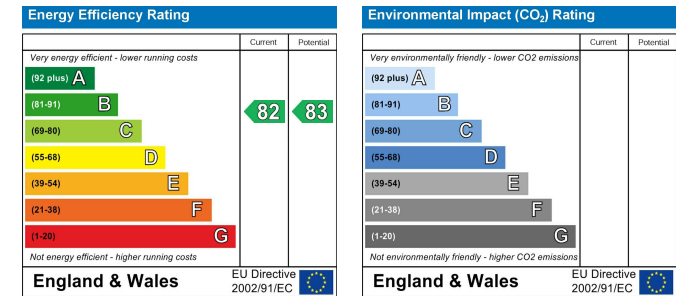 Energy Efficiency Rating
Current Potential
Very energy efficient - lower running costs
(92 plus) A
(81-91) B
82 83
(69-80) C
(55-68) D
(39-54) E
(21-38) F
(1-20) G
Not energy efficient - higher running costs
England & Wales
EU Directive
2002/91/EC
Environmental Impact (CO2) Rating
Current Potential
Very environmentally friendly - lower CO2 emissions
(92 plus) A
(81-91) B
(69-80) C
(55-68) D
(39-54) E
(21-38) F
(1-20) G
Not environmentally friendly - higher CO2 emissions
England & Wales
EU Directive
2002/91/EC